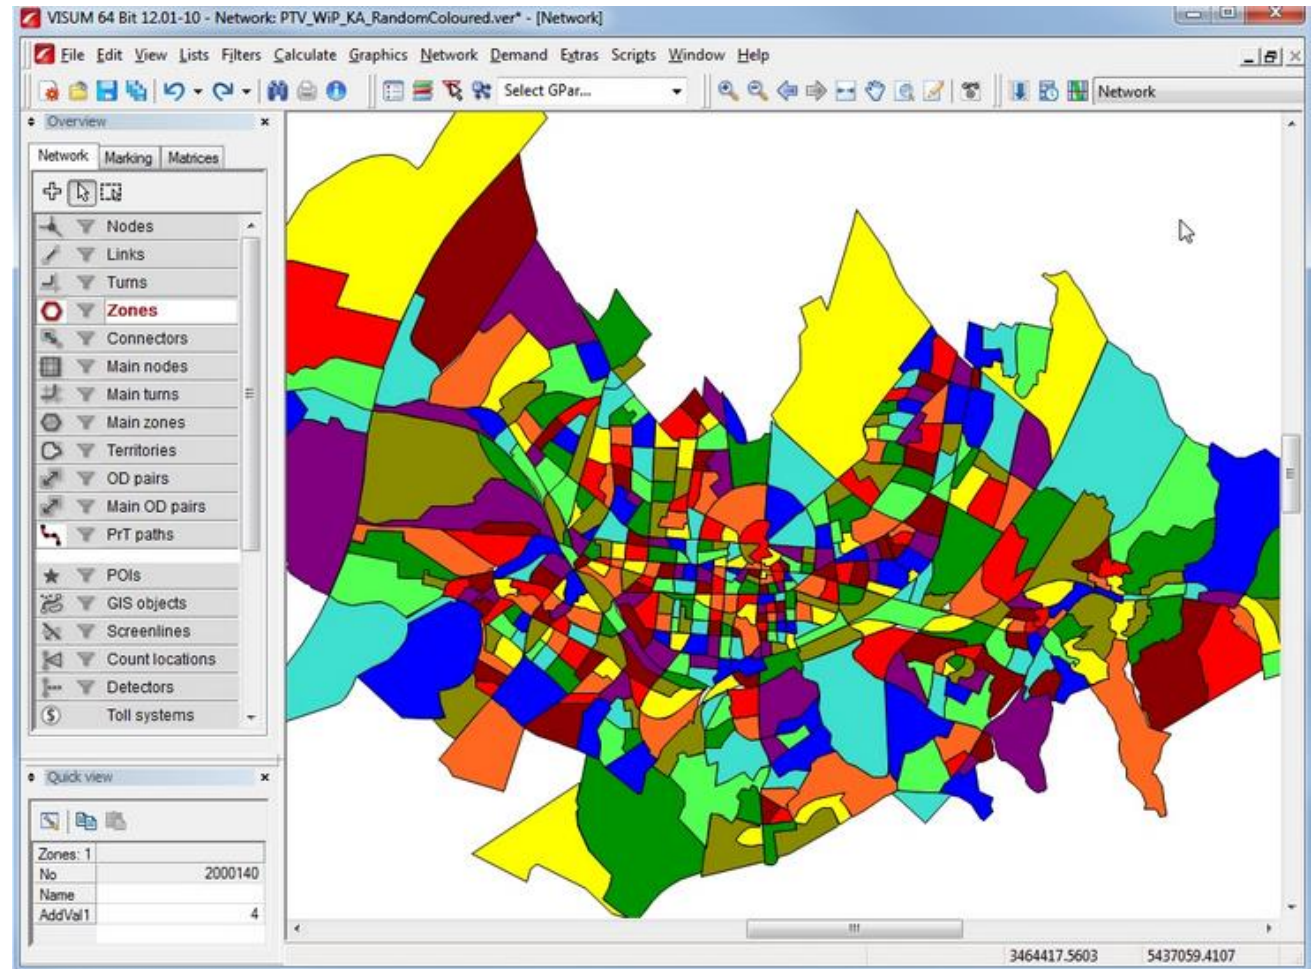 VISUM 64 Bit 12.01-10 - Network: PTV_WiP_KA_RandomColoured.ver* - [Network]
File Edit View Lists Filters Calculate Graphics Network Demand Extras Scripts Window Help
Select GPar... Network
Overview
Network Marking Matrices
Nodes
Links
Turns
Zones
Connectors
Main nodes
Main turns
Main zones
Territories
OD pairs
Main OD pairs
PrT paths
POIs
GIS objects
Screenlines
Count locations
Detectors
Toll systems
Quick view
Zones: 1
No 2000140
Name
AddVal1 4
3464417.5603 5437059.4107